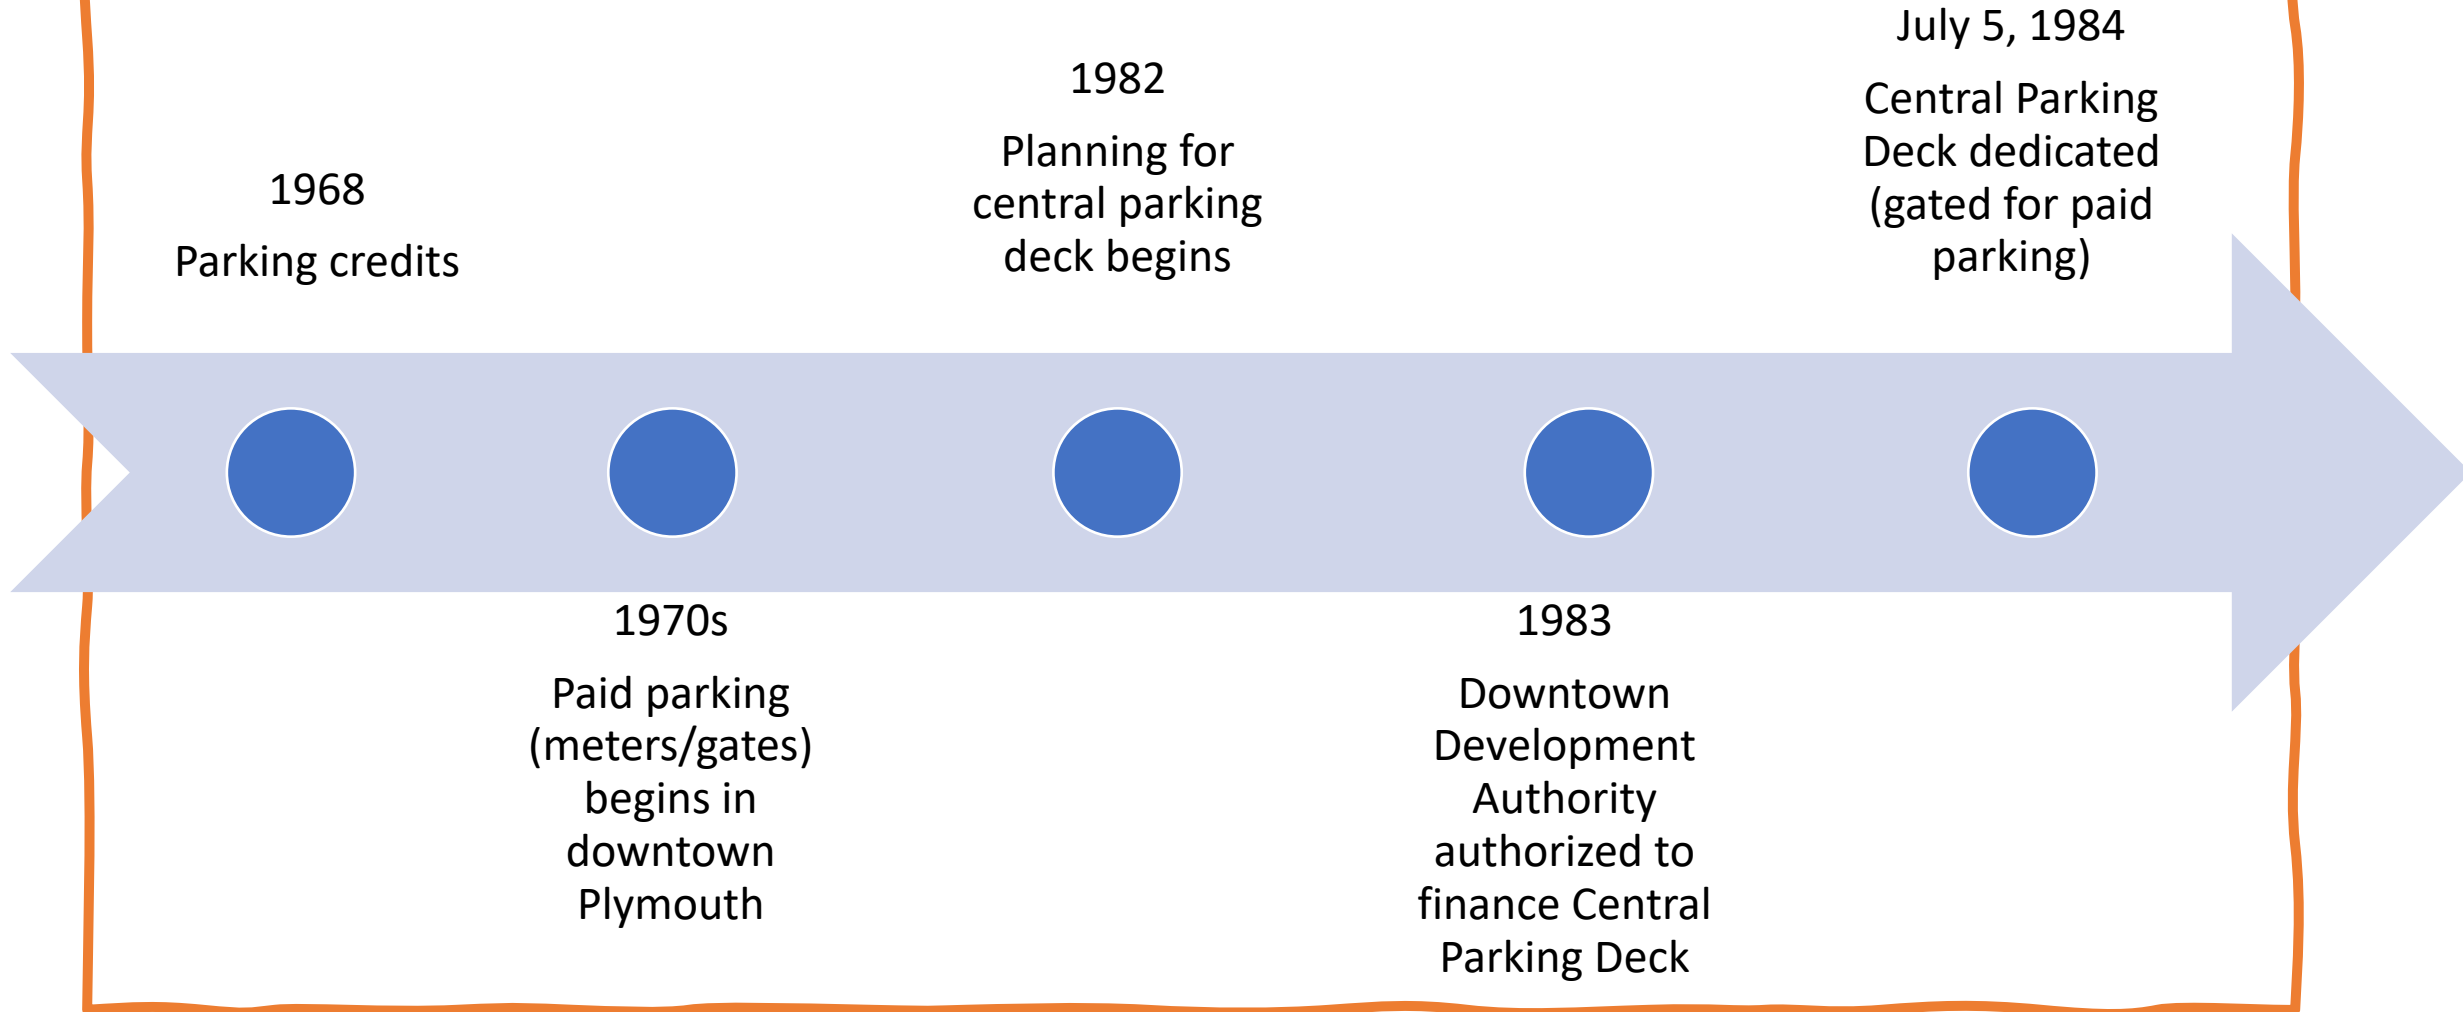 1968
Parking credits
1970s
Paid parking
(meters/gates)
begins in
downtown
Plymouth
1982
Planning for
central parking
deck begins
1983
Downtown
Development
Authority
authorized to
finance Central
Parking Deck
July 5, 1984
Central Parking
Deck dedicated
(gated for paid
parking)